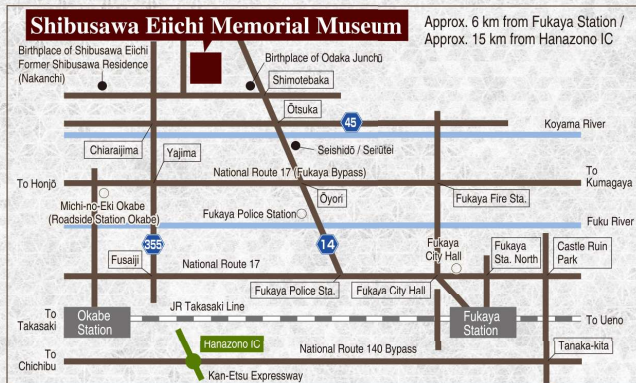 Shibusawa Eiichi Memorial Museum
Approx. 6 km from Fukaya Station /
Approx. 15 km from Hanazono IC
Birthplace of Shibusawa Eiichi
Former Shibusawa Residence
(Nakanchi)
Birthplace of Odaka Junchū
Shimotebaka
Ōtsuka
45
Koyama River
Chiaraijima
Yajima
Seishidō / Seiūtei
To
Honjō
National Route 17 (Fukaya Bypass)
To
Kumagaya
Michi-no-Eki Okabe
(Roadside Station Okabe)
Ōyori
Fukaya Fire Sta.
Fukaya Police Station
Fuku River
355
14
Fukaya
City Hall
Fukaya
Sta. North
Castle Ruin
Park
Fusaiji
National Route 17
Fukaya Police Sta.
Fukaya City Hall
To
Takasaki
Okabe
Station
JR Takasaki Line
Fukaya
Station
To Ueno
Hanazono IC
National Route 140 Bypass
Tanaka-kita
To
Chichibu
Kan-Etsu Expressway